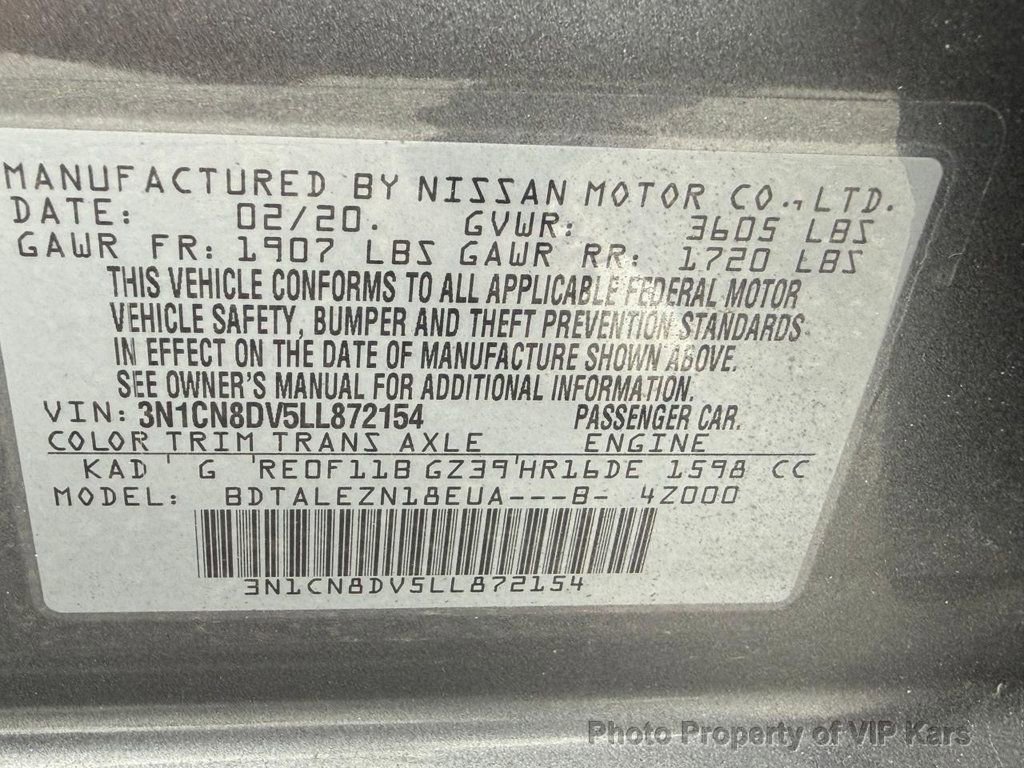 MANUFACTURED BY NISSAN MOTOR CO., LTD.
DATE: 02/20. GVWR: 3605 LBS
GAWR FR: 1907 LBS GAWR RR: 1720 LBS
THIS VEHICLE CONFORMS TO ALL APPLICABLE FEDERAL MOTOR
VEHICLE SAFETY, BUMPER AND THEFT PREVENTION STANDARDS
IN EFFECT ON THE DATE OF MANUFACTURE SHOWN ABOVE.
SEE OWNER'S MANUAL FOR ADDITIONAL INFORMATION.
VIN: 3N1CN8DV5LL872154 PASSENGER CAR.
COLOR TRIM TRANS AXLE ENGINE
KAD G RE0F11B GZ39 HR16DE 1598 CC
MODEL: BDTALEZN18EUA---B- 4Z000
3N1CN8DV5LL872154
Photo Property of VIP Kars